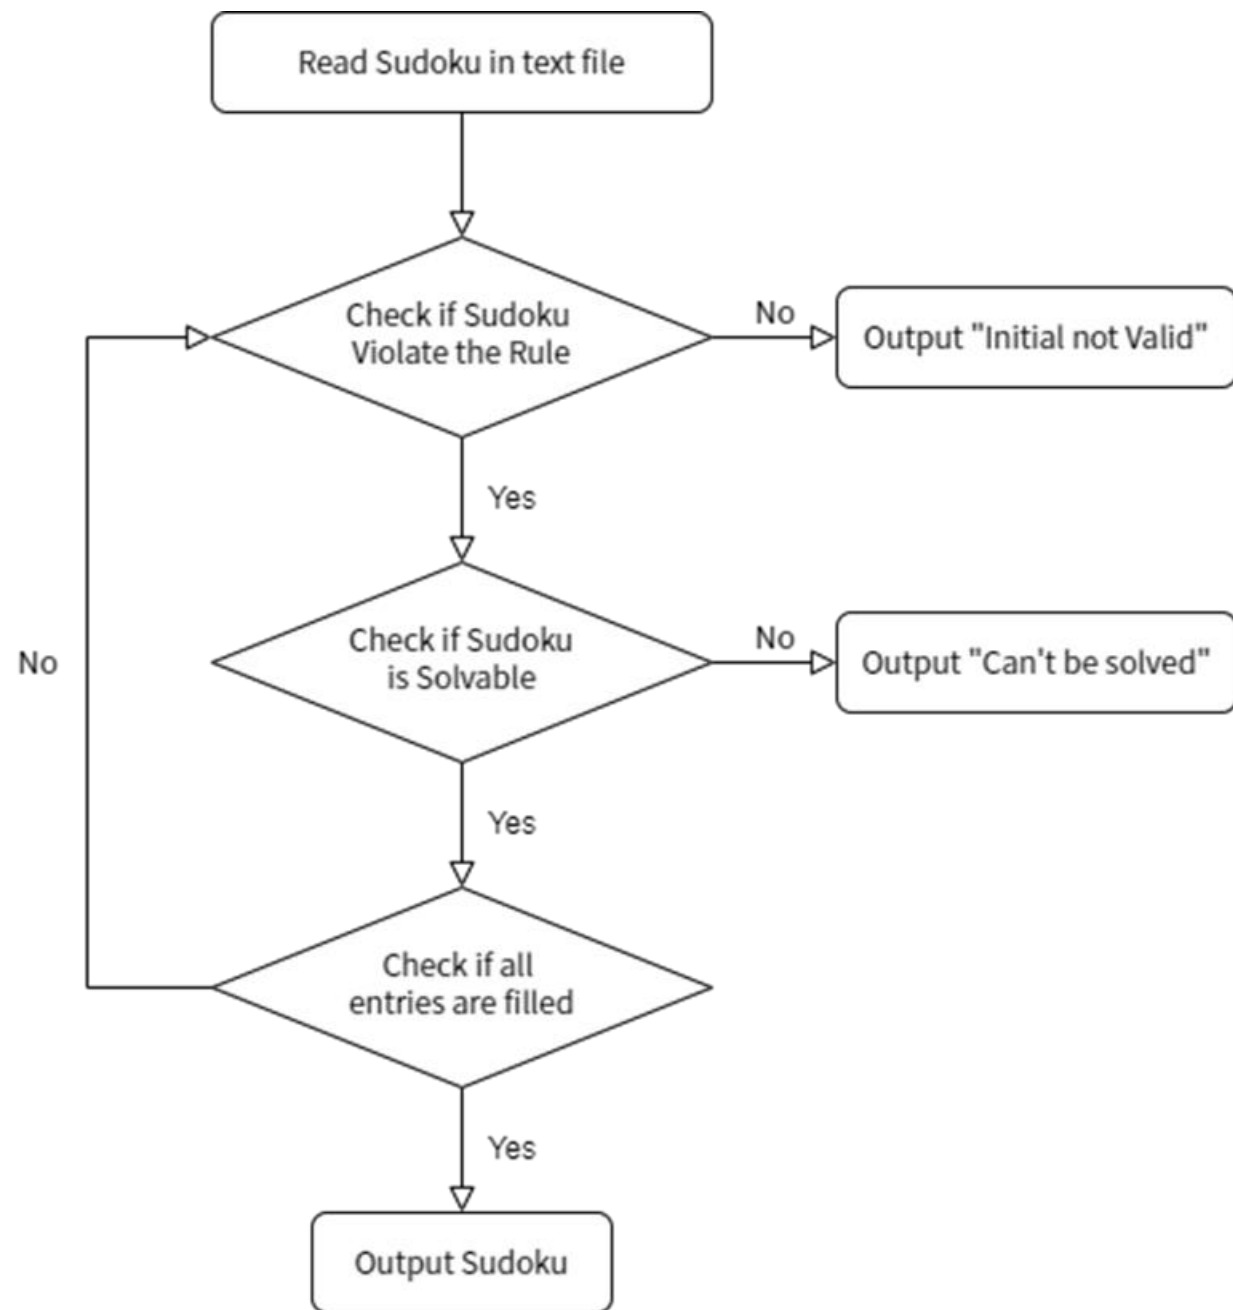 Read Sudoku in text file
Check if Sudoku
Violate the Rule
No
Output "Initial not Valid"
Yes
Check if Sudoku
is Solvable
No
Output "Can't be solved"
No
Yes
Check if all
entries are filled
Yes
Output Sudoku